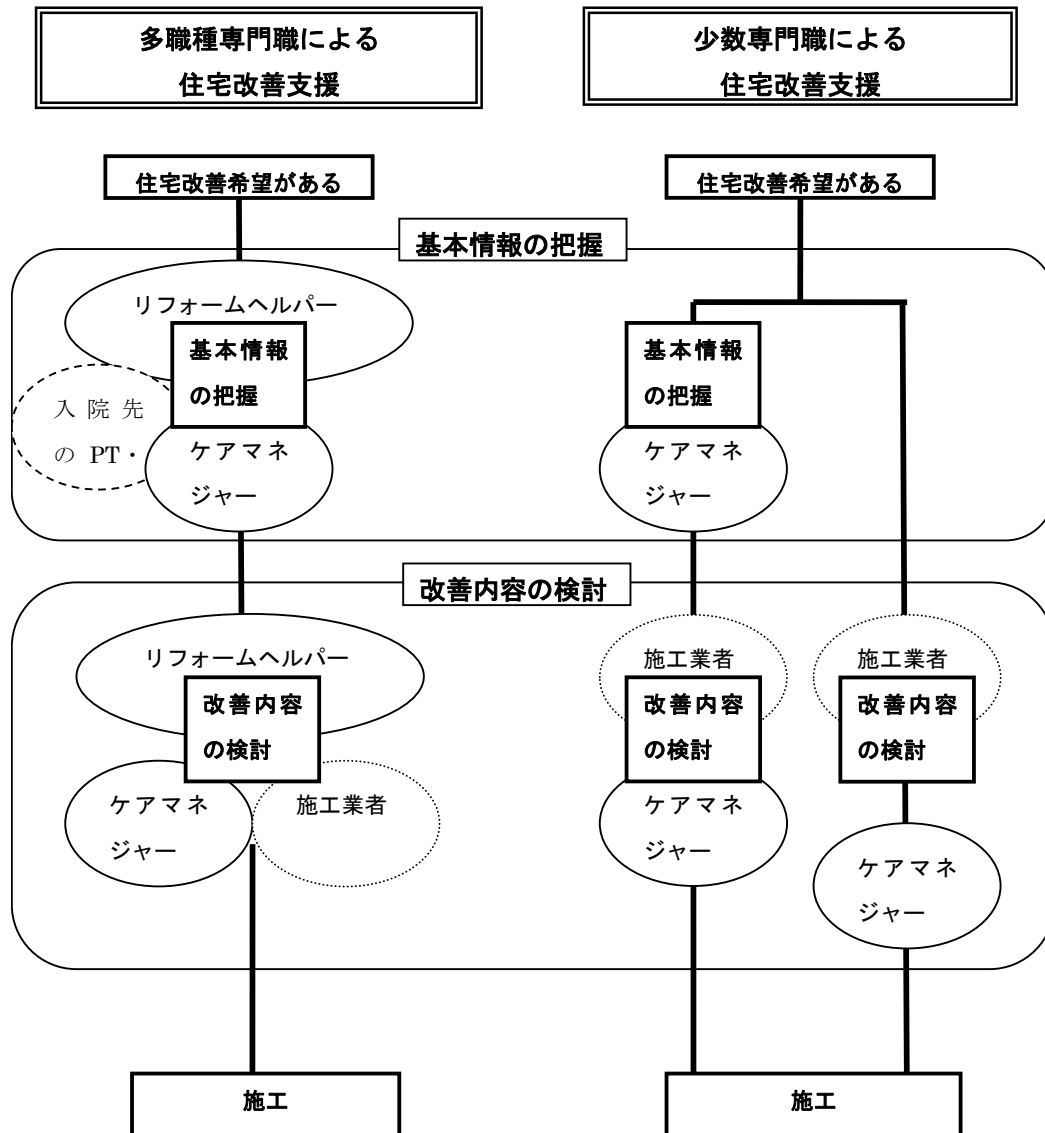 多職種専門職による
住宅改善支援
少数専門職による
住宅改善支援
住宅改善希望がある
住宅改善希望がある
基本情報の把握
リフォームヘルパー
基本情報
の把握
入院先
の PT・
ケアマネ
ジャー
基本情報
の把握
ケアマネ
ジャー
改善内容の検討
リフォームヘルパー
改善内容
の検討
ケアマネ
ジャー
施工業者
施工業者
改善内容
の検討
ケアマネ
ジャー
施工業者
改善内容
の検討
ケアマネ
ジャー
施工
施工